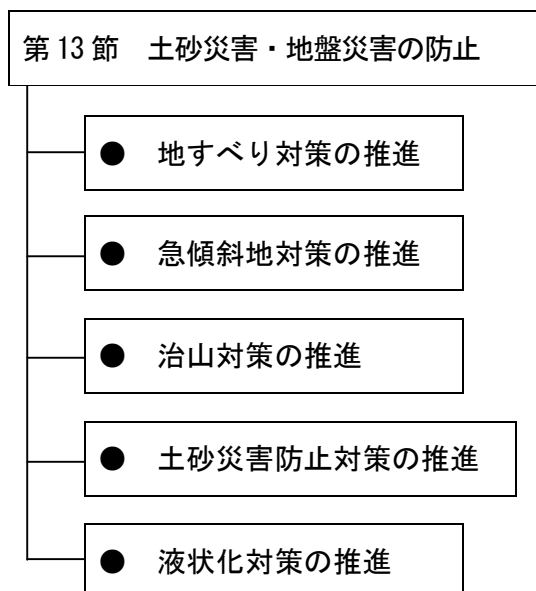 第13節　土砂災害・地盤災害の防止
●　地すべり対策の推進
●　急傾斜地対策の推進
●　治山対策の推進
●　土砂災害防止対策の推進
●　液状化対策の推進